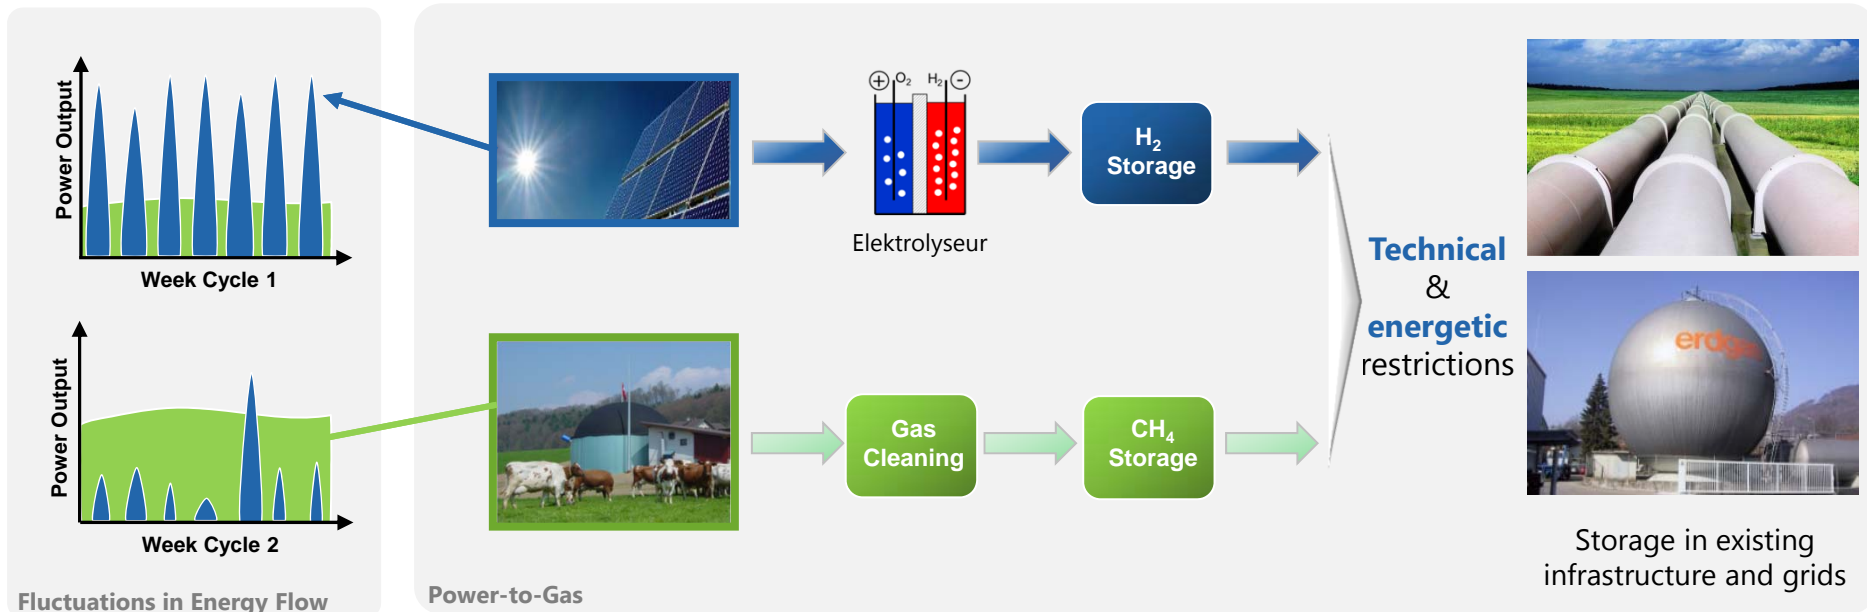 Power Output
Week Cycle 1
Power Output
Week Cycle 2
Fluctuations in Energy Flow
+ O₂ H₂ -
Elektrolyseur
H₂
Storage
Gas
Cleaning
CH₄
Storage
Technical
&
energetic
restrictions
erdgas
Storage in existing
infrastructure and grids
Power-to-Gas